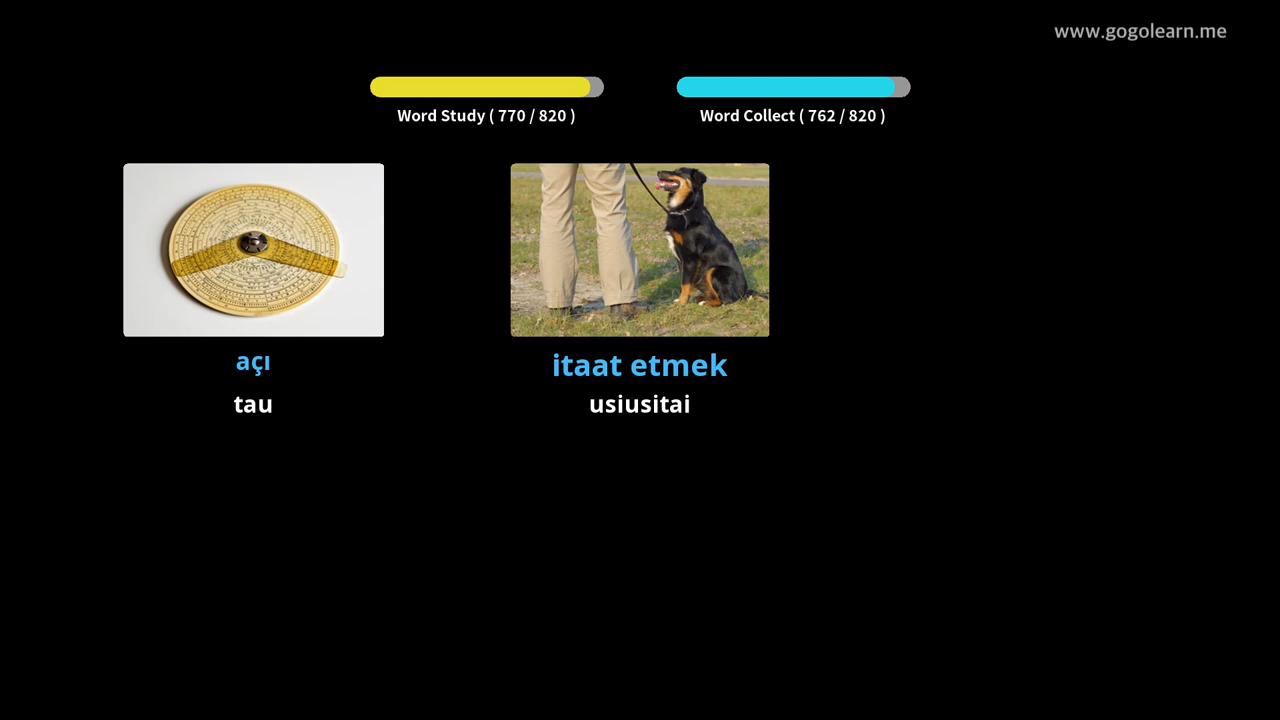 www.gogolearn.me
Word Study ( 770 / 820 )
Word Collect ( 762 / 820 )
açı
tau
itaat etmek
usiusitai